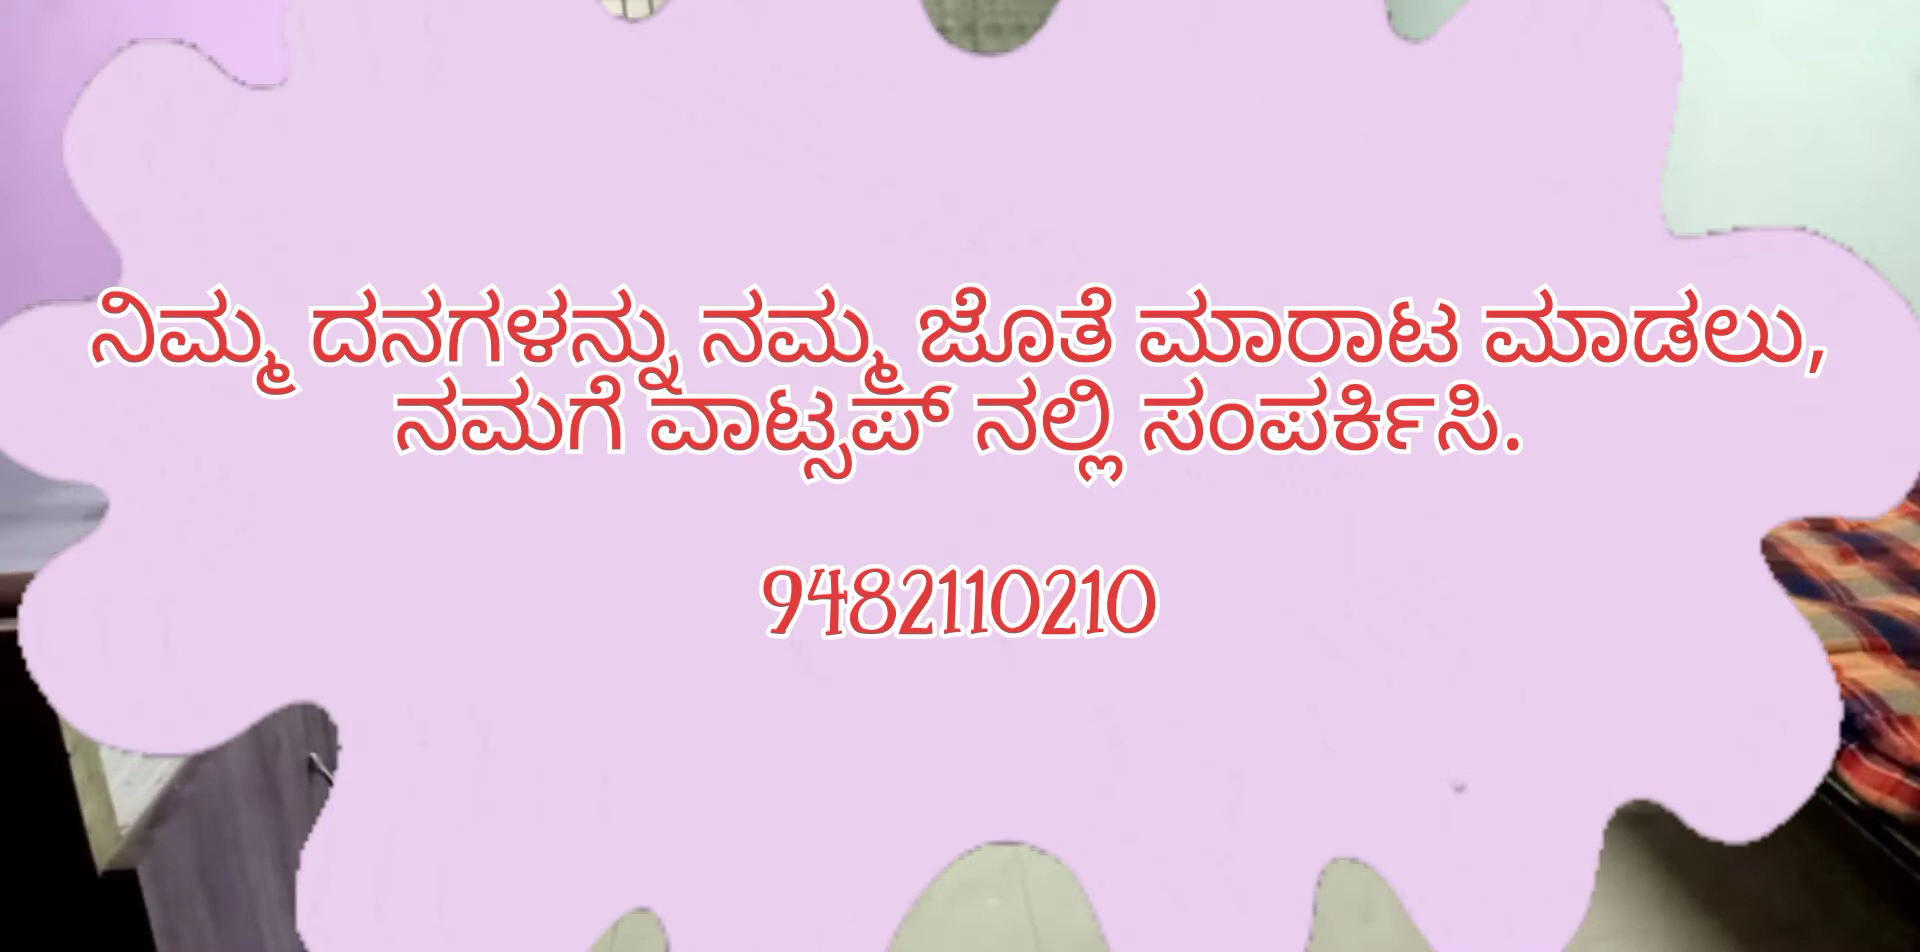 ನಿಮ್ಮ ದನಗಳನ್ನು ನಮ್ಮ ಜೊತೆ ಮಾರಾಟ ಮಾಡಲು,
ನಮಗೆ ವಾಟ್ಸಪ್ ನಲ್ಲಿ ಸಂಪರ್ಕಿಸಿ.
9482110210